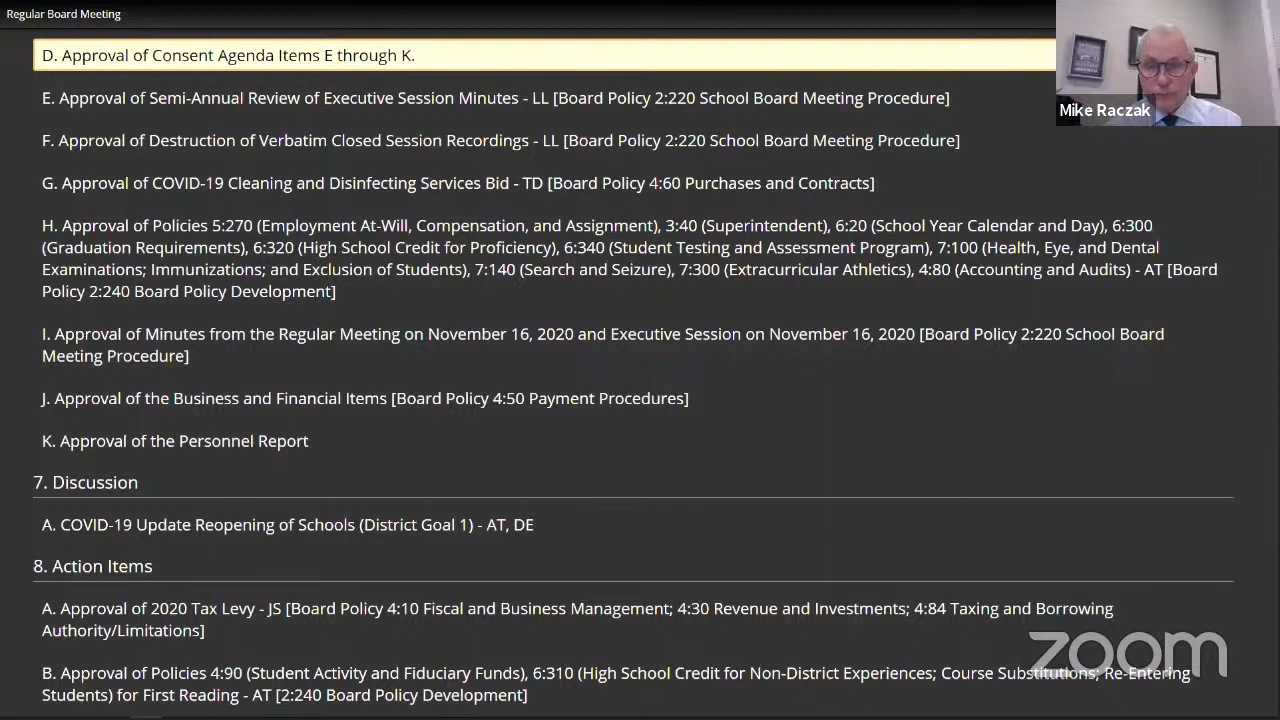 Regular Board Meeting
D. Approval of Consent Agenda Items E through K.
Mike Raczak
E. Approval of Semi-Annual Review of Executive Session Minutes - LL [Board Policy 2:220 School Board Meeting Procedure]
F. Approval of Destruction of Verbatim Closed Session Recordings - LL [Board Policy 2:220 School Board Meeting Procedure]
G. Approval of COVID-19 Cleaning and Disinfecting Services Bid - TD [Board Policy 4:60 Purchases and Contracts]
H. Approval of Policies 5:270 (Employment At-Will, Compensation, and Assignment), 3:40 (Superintendent), 6:20 (School Year Calendar and Day), 6:300
(Graduation Requirements), 6:320 (High School Credit for Proficiency), 6:340 (Student Testing and Assessment Program), 7:100 (Health, Eye, and Dental
Examinations; Immunizations; and Exclusion of Students), 7:140 (Search and Seizure), 7:300 (Extracurricular Athletics), 4:80 (Accounting and Audits) - AT [Board
Policy 2:240 Board Policy Development]
I. Approval of Minutes from the Regular Meeting on November 16, 2020 and Executive Session on November 16, 2020 [Board Policy 2:220 School Board
Meeting Procedure]
J. Approval of the Business and Financial Items [Board Policy 4:50 Payment Procedures]
K. Approval of the Personnel Report
7. Discussion
A. COVID-19 Update Reopening of Schools (District Goal 1) - AT, DE
8. Action Items
A. Approval of 2020 Tax Levy - JS [Board Policy 4:10 Fiscal and Business Management; 4:30 Revenue and Investments; 4:84 Taxing and Borrowing
Authority/Limitations]
zoom
B. Approval of Policies 4:90 (Student Activity and Fiduciary Funds), 6:310 (High School Credit for Non-District Experiences; Course Substitutions; Re-Entering
Students) for First Reading - AT [2:240 Board Policy Development]